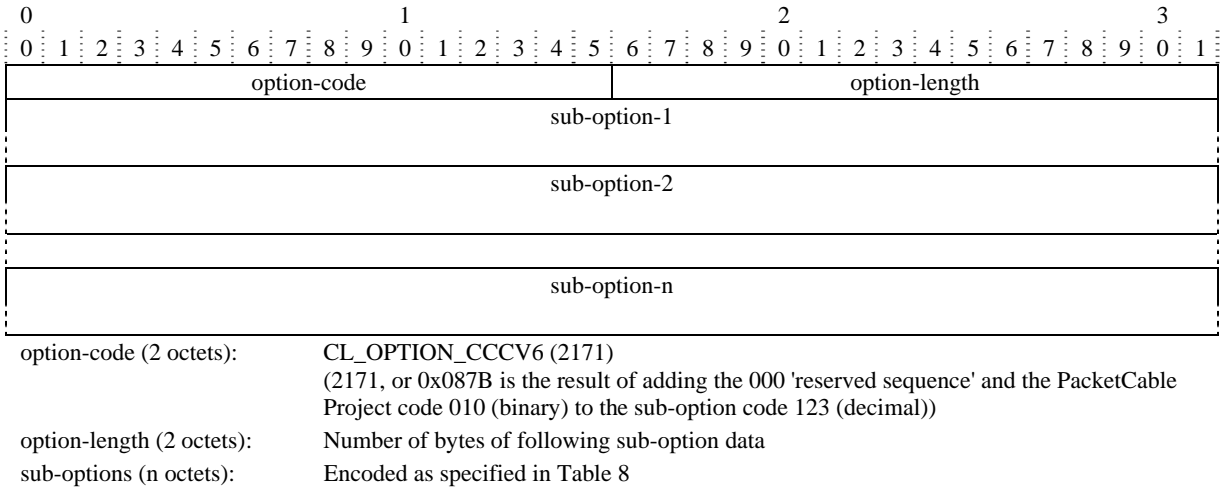 0 1 2 3
0 1 2 3 4 5 6 7 8 9 0 1 2 3 4 5 6 7 8 9 0 1 2 3 4 5 6 7 8 9 0 1
option-code option-length
sub-option-1
sub-option-2
sub-option-n
option-code (2 octets): CL_OPTION_CCCV6 (2171)
(2171, or 0x087B is the result of adding the 000 'reserved sequence' and the PacketCable
Project code 010 (binary) to the sub-option code 123 (decimal))
option-length (2 octets): Number of bytes of following sub-option data
sub-options (n octets): Encoded as specified in Table 8